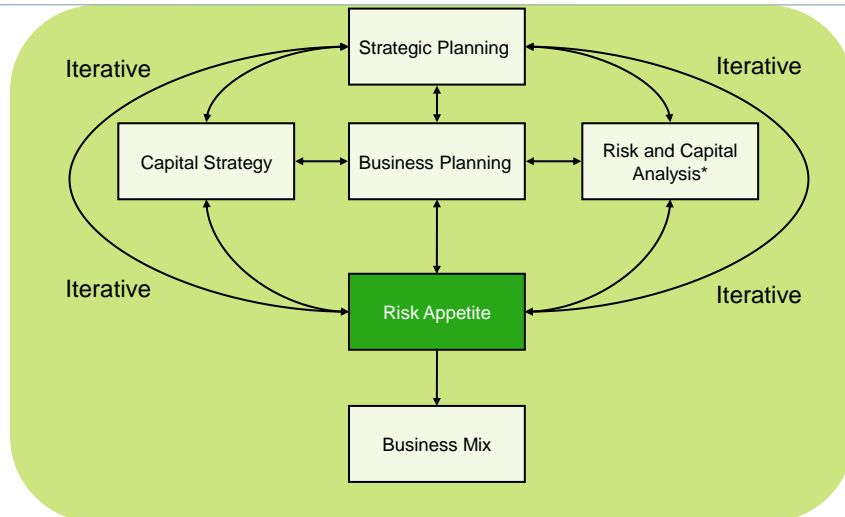 Strategic Planning
Iterative
Iterative
Capital Strategy
Business Planning
Risk and Capital
Analysis*
Iterative
Iterative
Risk Appetite
Business Mix